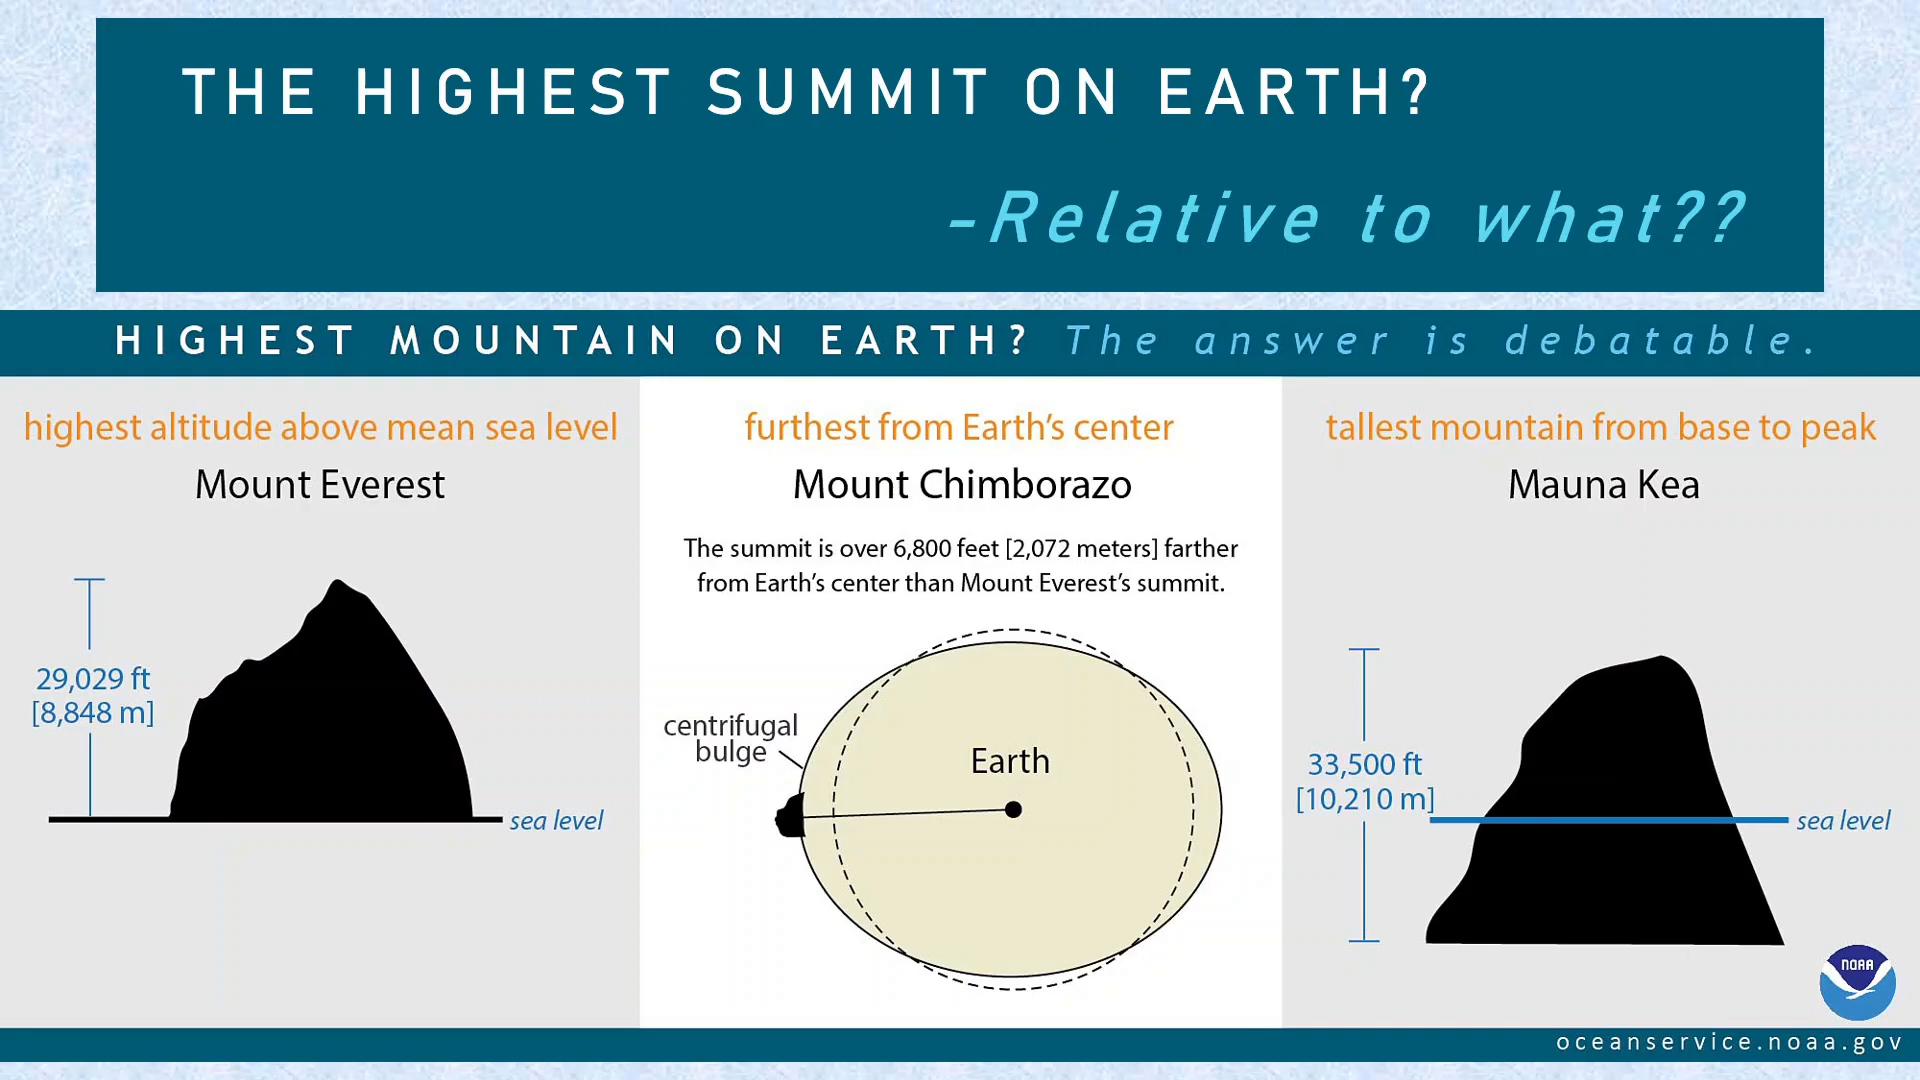 THE HIGHEST SUMMIT ON EARTH?
-Relative to what??
HIGHEST MOUNTAIN ON EARTH? The answer is debatable.
highest altitude above mean sea level
Mount Everest
29,029 ft
[8,848 m]
sea level
furthest from Earth's center
Mount Chimborazo
The summit is over 6,800 feet [2,072 meters] farther
from Earth's center than Mount Everest's summit.
centrifugal
bulge
Earth
tallest mountain from base to peak
Mauna Kea
33,500 ft
[10,210 m]
sea level
NOAA
oceanservice.noaa.gov